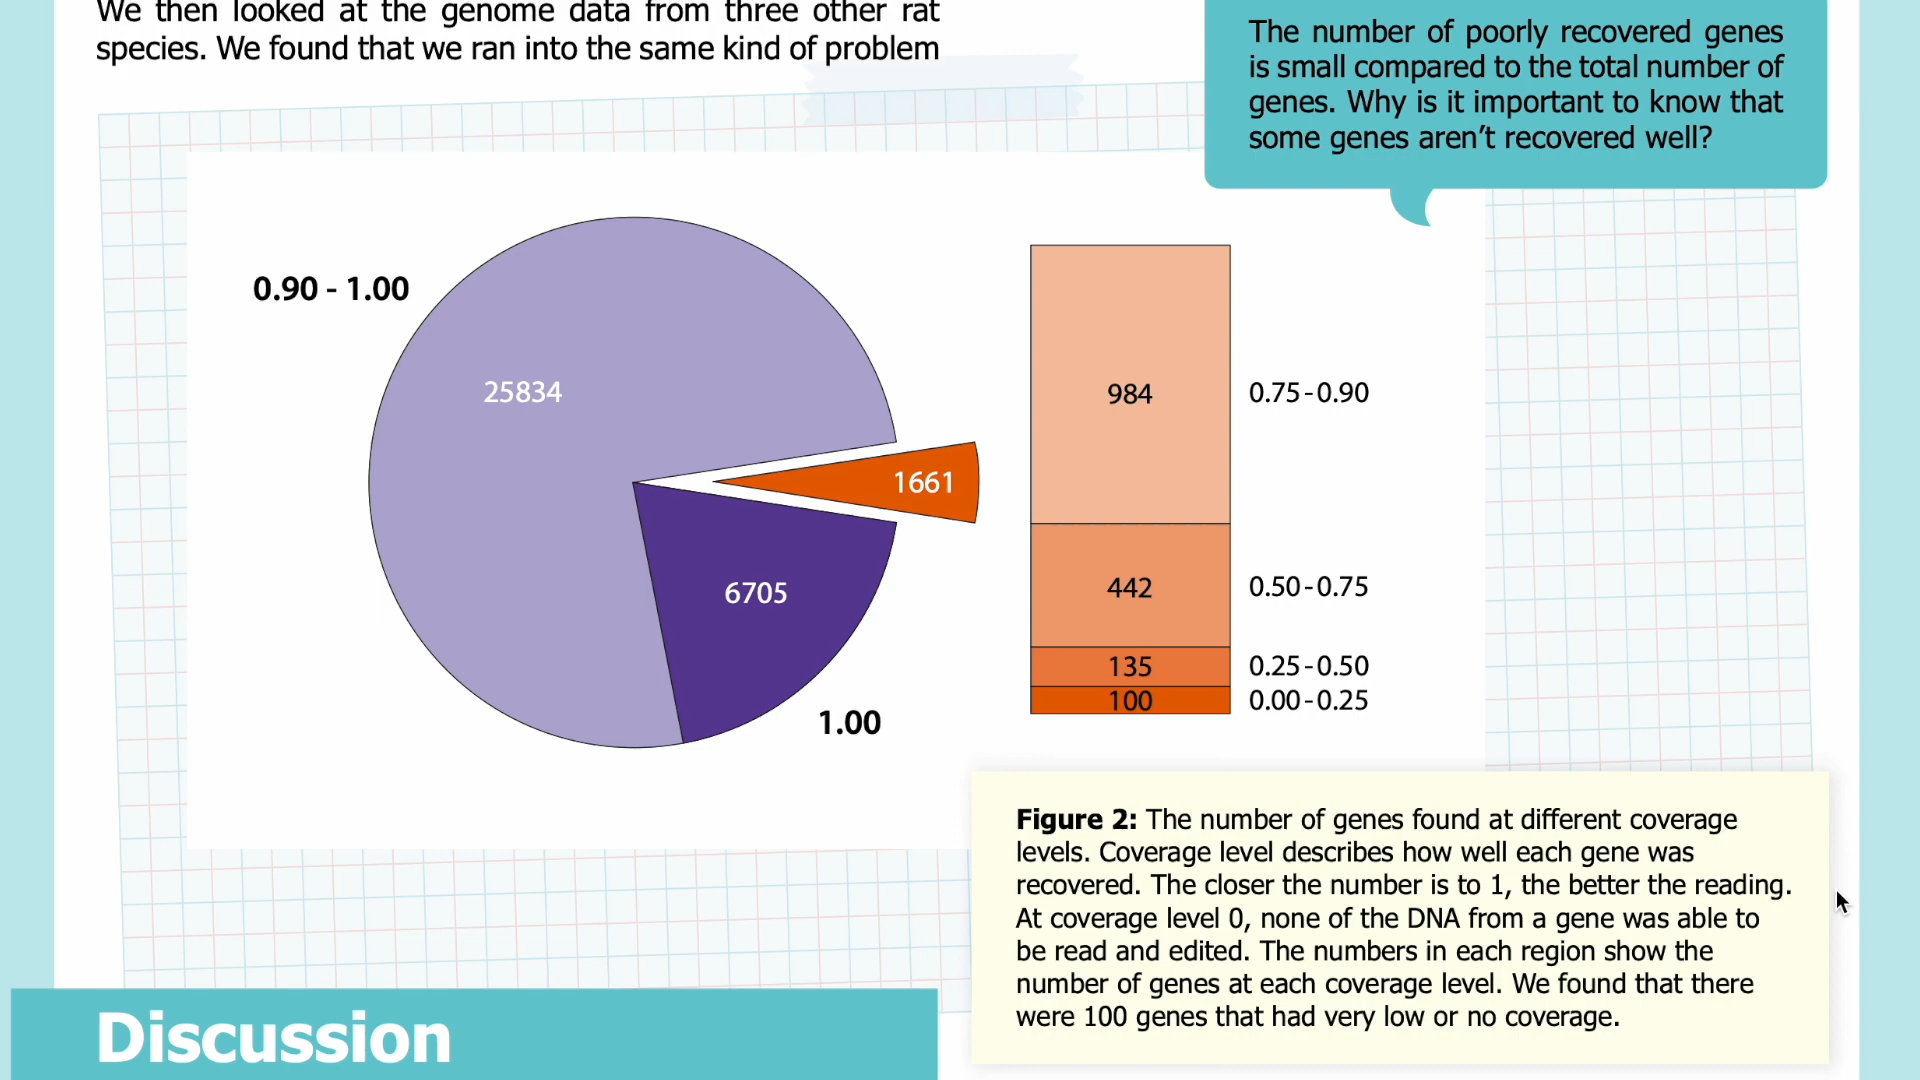 We then looked at the genome data from three other rat
species. We found that we ran into the same kind of problem
The number of poorly recovered genes
is small compared to the total number of
genes. Why is it important to know that
some genes aren't recovered well?
0.90 - 1.00
25834
1661
6705
1.00
984 0.75-0.90
442 0.50-0.75
135 0.25-0.50
100 0.00-0.25
Figure 2: The number of genes found at different coverage
levels. Coverage level describes how well each gene was
recovered. The closer the number is to 1, the better the reading.
At coverage level 0, none of the DNA from a gene was able to
be read and edited. The numbers in each region show the
number of genes at each coverage level. We found that there
were 100 genes that had very low or no coverage.
Discussion